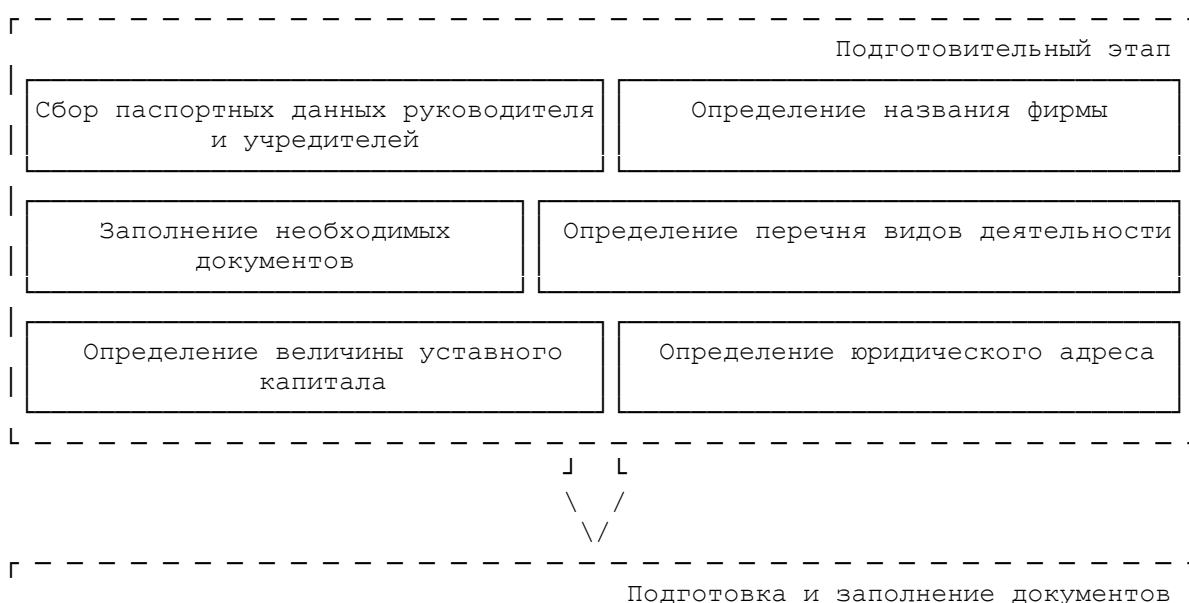 Подготовительный этап
Сбор паспортных данных руководителя
и учредителей
Определение названия фирмы
Заполнение необходимых
документов
Определение перечня видов деятельности
Определение величины уставного
капитала
Определение юридического адреса
Подготовка и заполнение документов